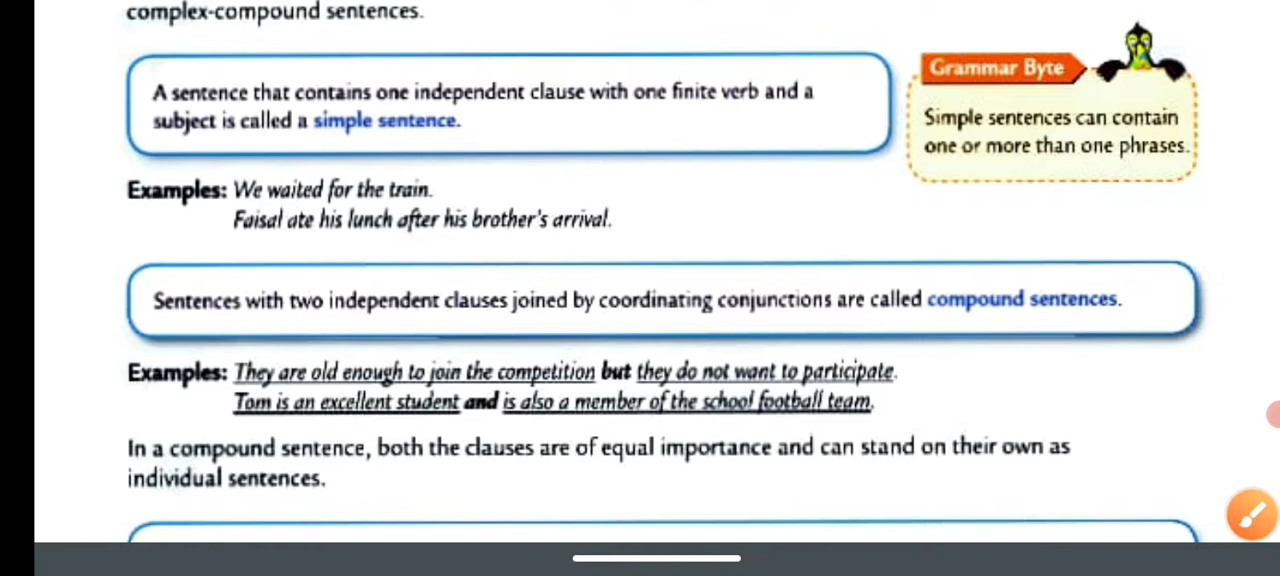 complex-compound sentences.
A sentence that contains one independent clause with one finite verb and a
subject is called a simple sentence.
Grammar Byte
Simple sentences can contain
one or more than one phrases.
Examples: We waited for the train.
Faisal ate his lunch after his brother's arrival.
Sentences with two independent clauses joined by coordinating conjunctions are called compound sentences.
Examples: They are old enough to join the competition but they do not want to participate.
Tom is an excellent student and is also a member of the school football team.
In a compound sentence, both the clauses are of equal importance and can stand on their own as
individual sentences.